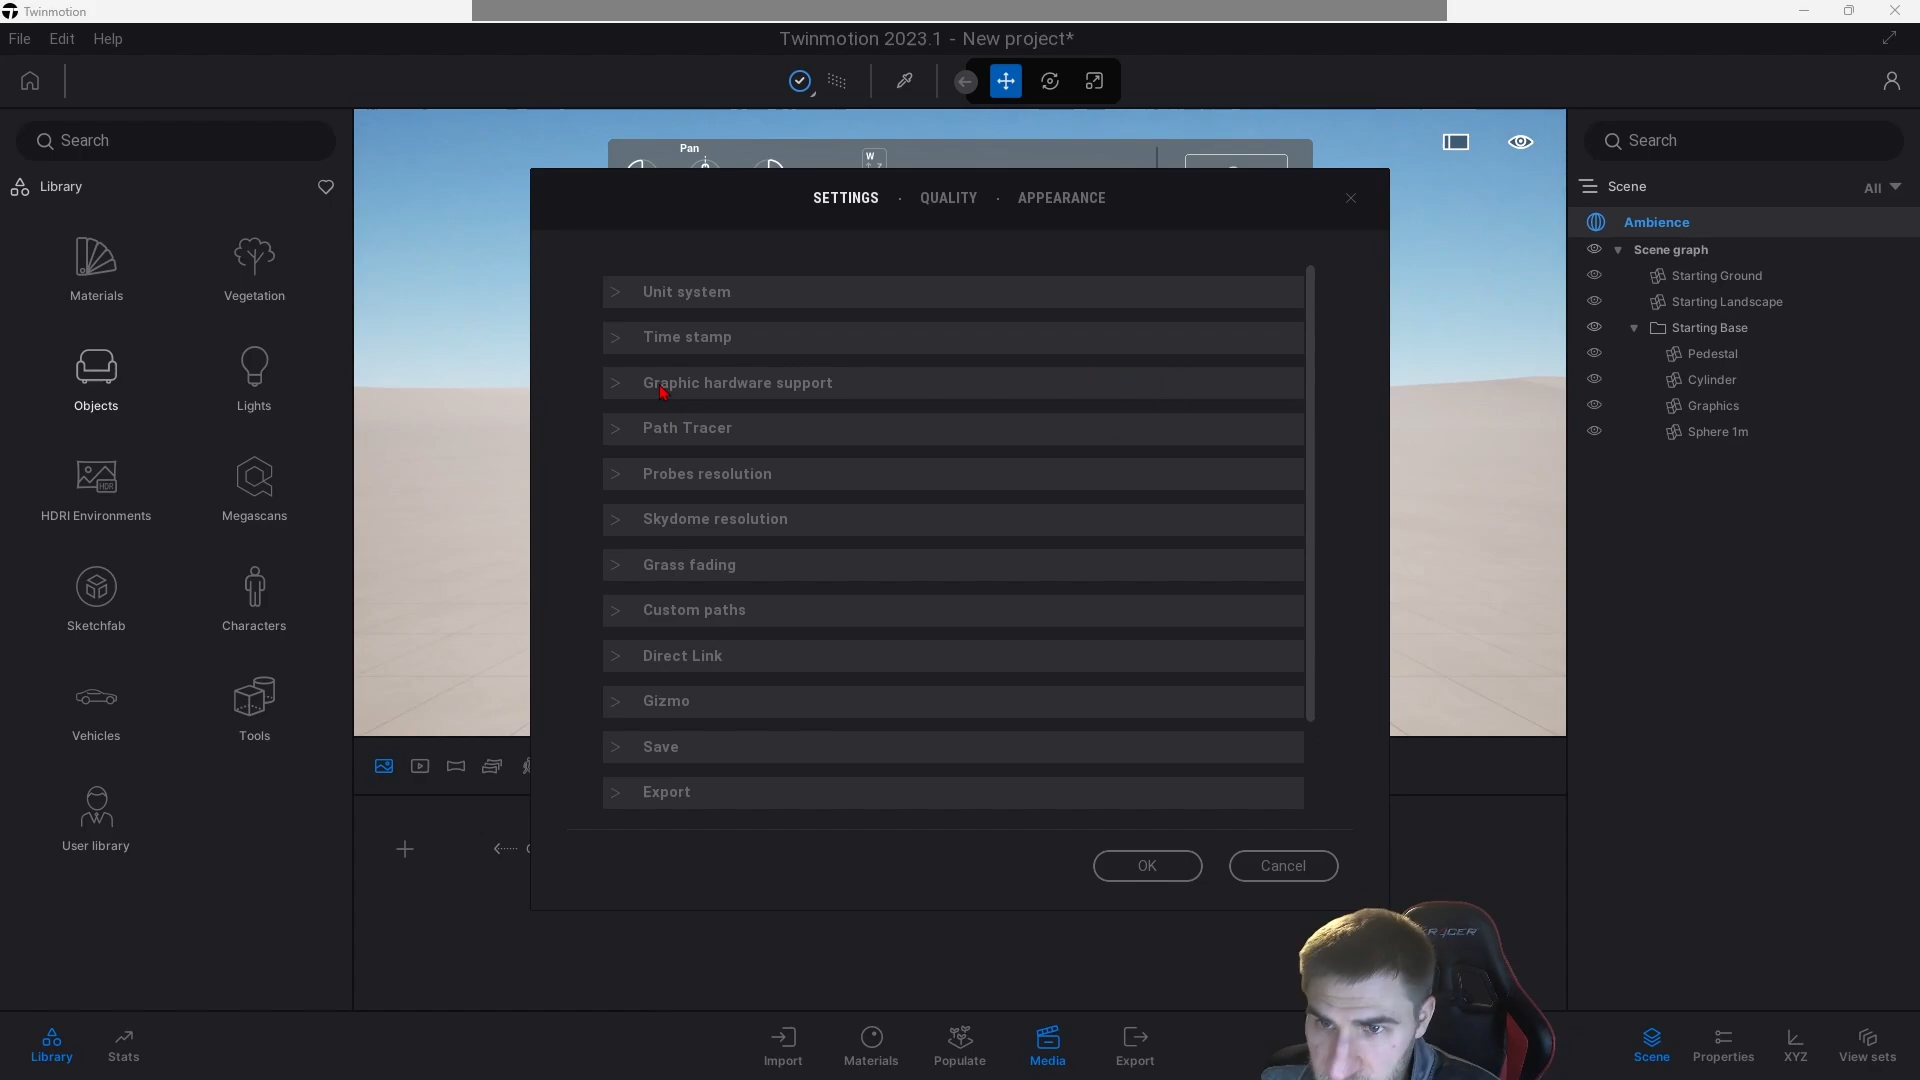 Twinmotion
File Edit Help
Twinmotion 2023.1 - New project*
Search
Library
Materials
Vegetation
Objects
Lights
HDR
HDRI Environments
Megascans
Sketchfab
Characters
Vehicles
Tools
User library
Pan
W
SETTINGS · QUALITY · APPEARANCE
Unit system
Time stamp
Graphic hardware support
Path Tracer
Probes resolution
Skydome resolution
Grass fading
Custom paths
Direct Link
Gizmo
Save
Export
OK
Cancel
Search
Scene
All
Ambience
Scene graph
Starting Ground
Starting Landscape
Starting Base
Pedestal
Cylinder
Graphics
Sphere 1m
Library
Stats
Import
Materials
Populate
Media
Export
Scene
Properties
XYZ
View sets